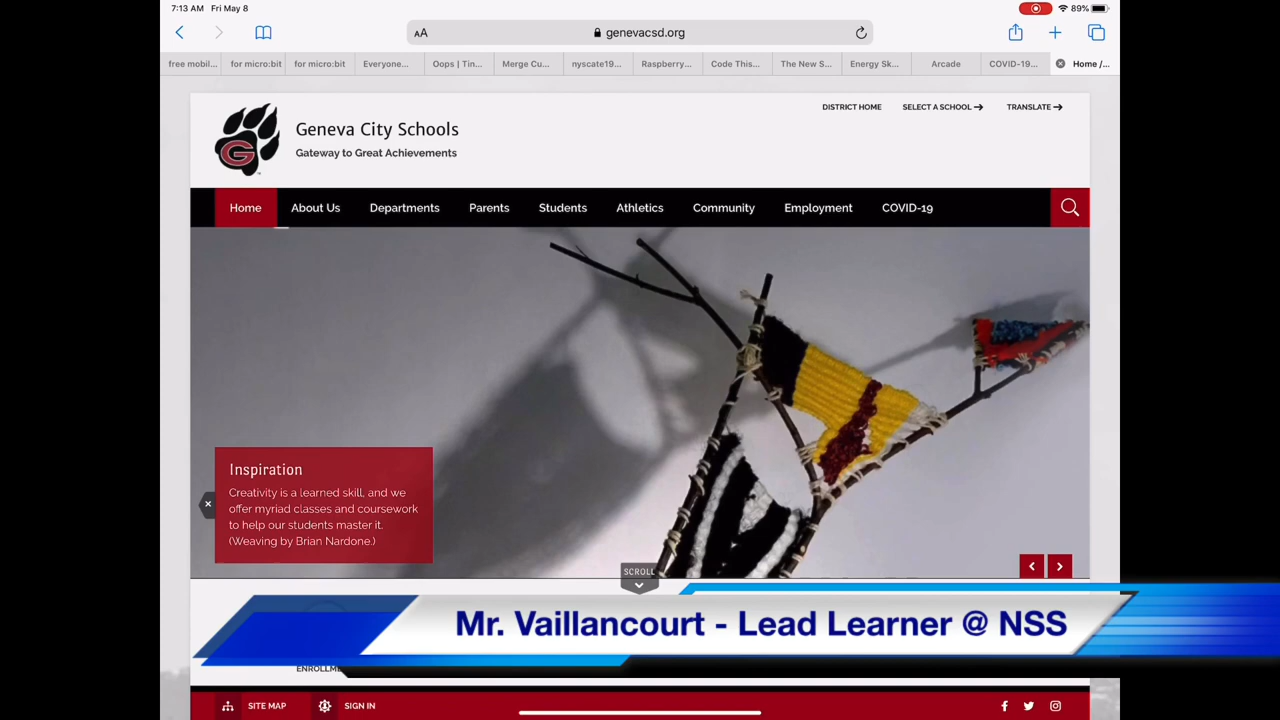 7:13 AM Fri May 8
89%
AA
genevacsd.org
free mobil...
for micro:bit
for micro:bit
Everyone...
Oops | Tin...
Merge Cu...
nyscate19...
Raspberry...
Code This...
The New S...
Energy Sk...
Arcade
COVID-19...
Home /...
DISTRICT HOME
SELECT A SCHOOL
TRANSLATE
G
Geneva City Schools
Gateway to Great Achievements
Home
About Us
Departments
Parents
Students
Athletics
Community
Employment
COVID-19
Inspiration
Creativity is a learned skill, and we
offer myriad classes and coursework
to help our students master it.
(Weaving by Brian Nardone.)
SCROLL
Mr. Vaillancourt - Lead Learner @ NSS
SITE MAP
SIGN IN